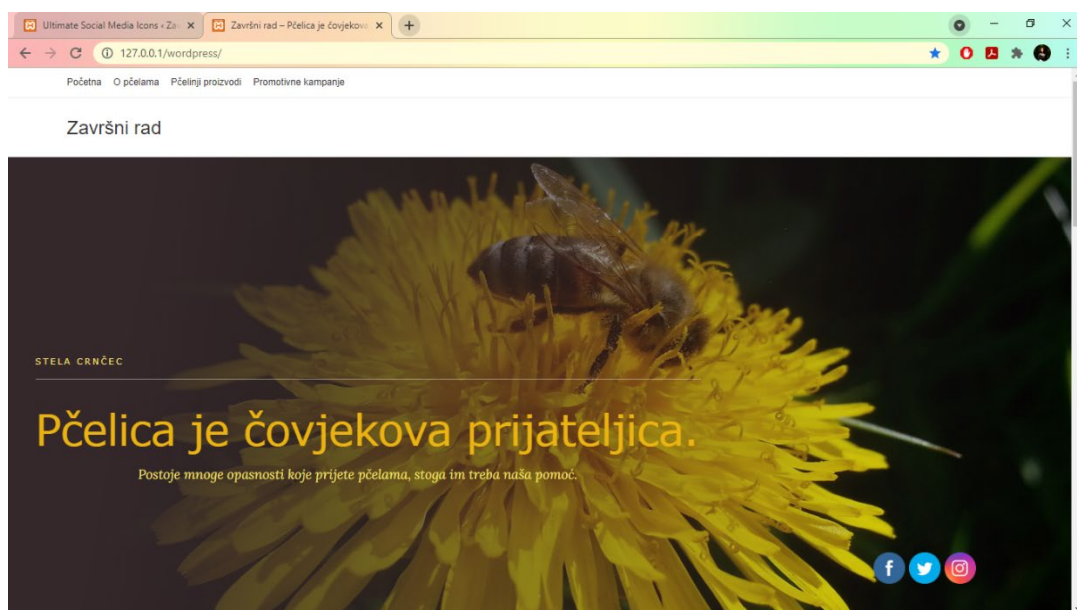 Ultimate Social Media Icons ‹ Za
Završni rad – Pčelica je čovjekova
127.0.0.1/wordpress/
Početna O pčelama Pčelinji proizvodi Promotivne kampanje
Završni rad
STELA CRNČEC
Pčelica je čovjekova prijateljica.
Postoje mnoge opasnosti koje prijete pčelama, stoga im treba naša pomoć.